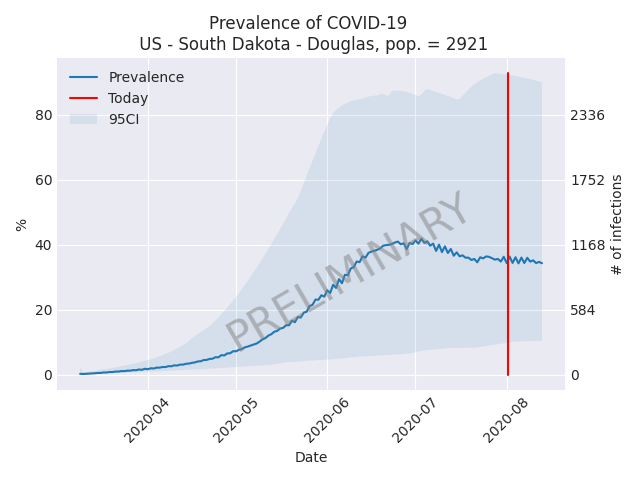 Prevalence of COVID-19
US - South Dakota - Douglas, pop. = 2921
Prevalence
Today
95CI
80
60
40
20
0
%
2336
1752
1168
584
0
# of infections
PRELIMINARY
2020-04
2020-05
2020-06
2020-07
2020-08
Date